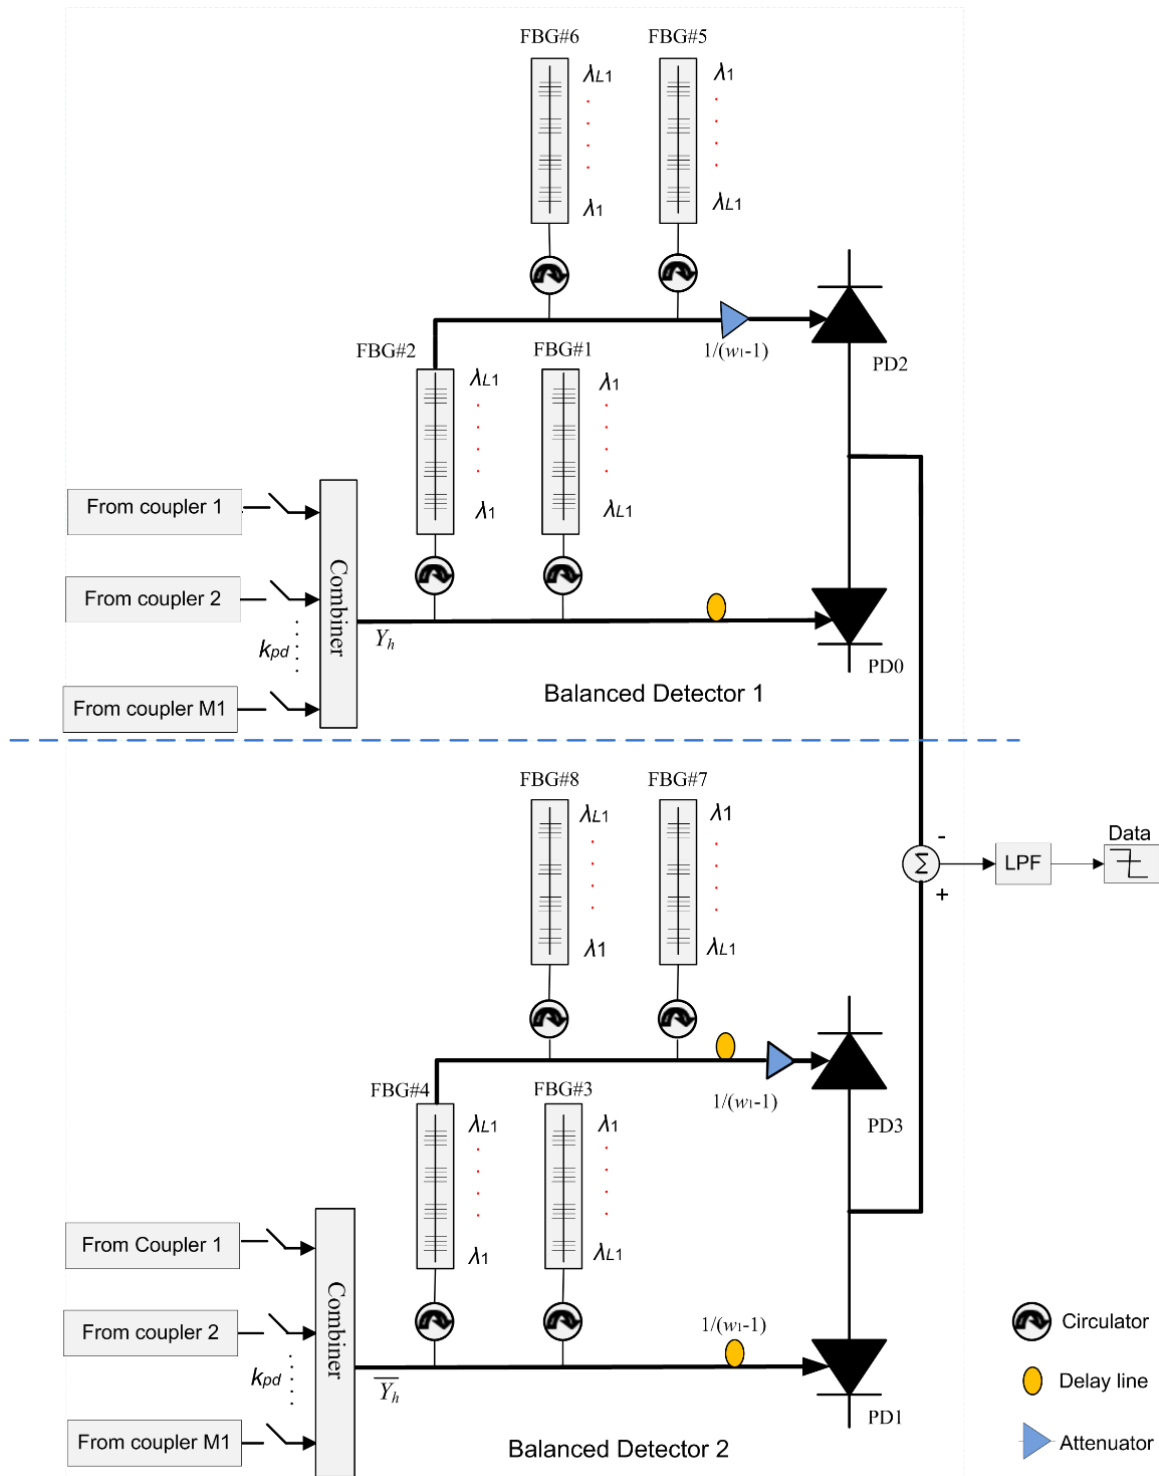 FBG#6 FBG#5
λL1 λ1
λ1 λL1
1/(w1-1)
PD2
FBG#2 FBG#1
λL1 λ1
λ1 λL1
From coupler 1
From coupler 2
kpd
From coupler M1
Combiner
Yh
PD0
Balanced Detector 1
FBG#8 FBG#7
λL1 λ1
λ1 λL1
-
Σ
+
LPF
Data
1/(w1-1)
PD3
FBG#4 FBG#3
λL1 λ1
λ1 λL1
From Coupler 1
From coupler 2
kpd
From coupler M1
Combiner
Y̅h
1/(w1-1)
PD1
Balanced Detector 2
Circulator
Delay line
Attenuator